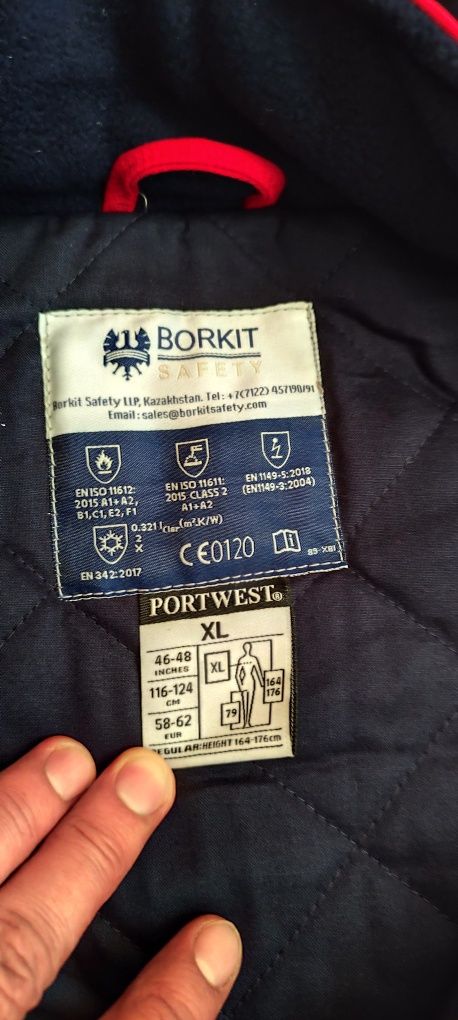 BORKIT
SAFETY
Borkit Safety LLP, Kazakhstan. Tel: +7(7122) 457190/91
Email: sales@borkitsafety.com
EN ISO 11612:
2015 A1+A2,
B1,C1,E2,F1
EN ISO 11611:
2015 CLASS 2
A1+A2
EN 1149-5:2018
(EN1149-3:2004)
0.321 Icler(m².K/W)
2
X
EN 342:2017
CE0120
i
PORTWEST®
XL
46-48
INCHES
116-124
CM
58-62
EUR
XL
164
176
79
REGULAR:HEIGHT 164-176cm